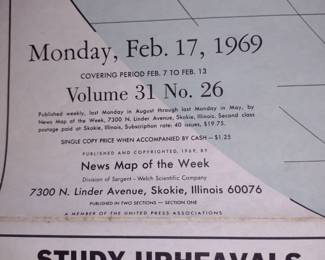 Monday, Feb. 17, 1969
COVERING PERIOD FEB. 7 TO FEB. 13
Volume 31 No. 26
Published weekly, last Monday in August through last Monday in May, by
News Map of the Week, 7300 N. Linder Avenue, Skokie, Illinois. Second class
postage paid at Skokie, Illinois, Subscription rate: 40 issues, $19.75.
SINGLE COPY PRICE WHEN ACCOMPANIED BY CASH — $1.25
PUBLISHED AND COPYRIGHTED, 1969, BY
News Map of the Week
Division of Sargent - Welch Scientific Company
7300 N. Linder Avenue, Skokie, Illinois 60076
PUBLISHED IN TWO SECTIONS — SECTION ONE
A MEMBER OF THE UNITED PRESS ASSOCIATIONS
STUDY UPHEAVALS